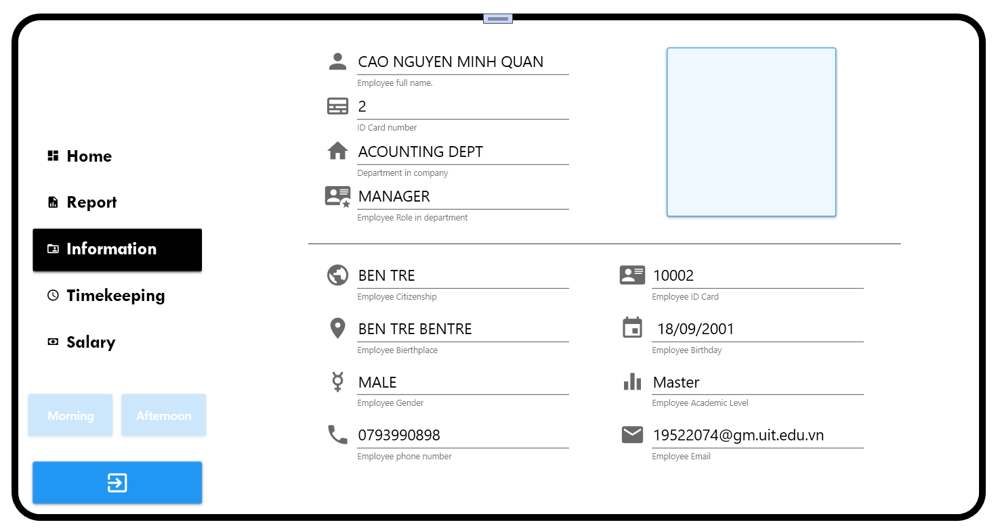 Home
Report
Information
Timekeeping
Salary
Morning
Afternoon
CAO NGUYEN MINH QUAN
Employee full name.
2
ID Card number
ACOUNTING DEPT
Department in company
MANAGER
Employee Role in department
BEN TRE
Employee Citizenship
10002
Employee ID Card
BEN TRE BENTRE
Employee Bierthplace
18/09/2001
Employee Birthday
MALE
Employee Gender
Master
Employee Academic Level
0793990898
Employee phone number
19522074@gm.uit.edu.vn
Employee Email